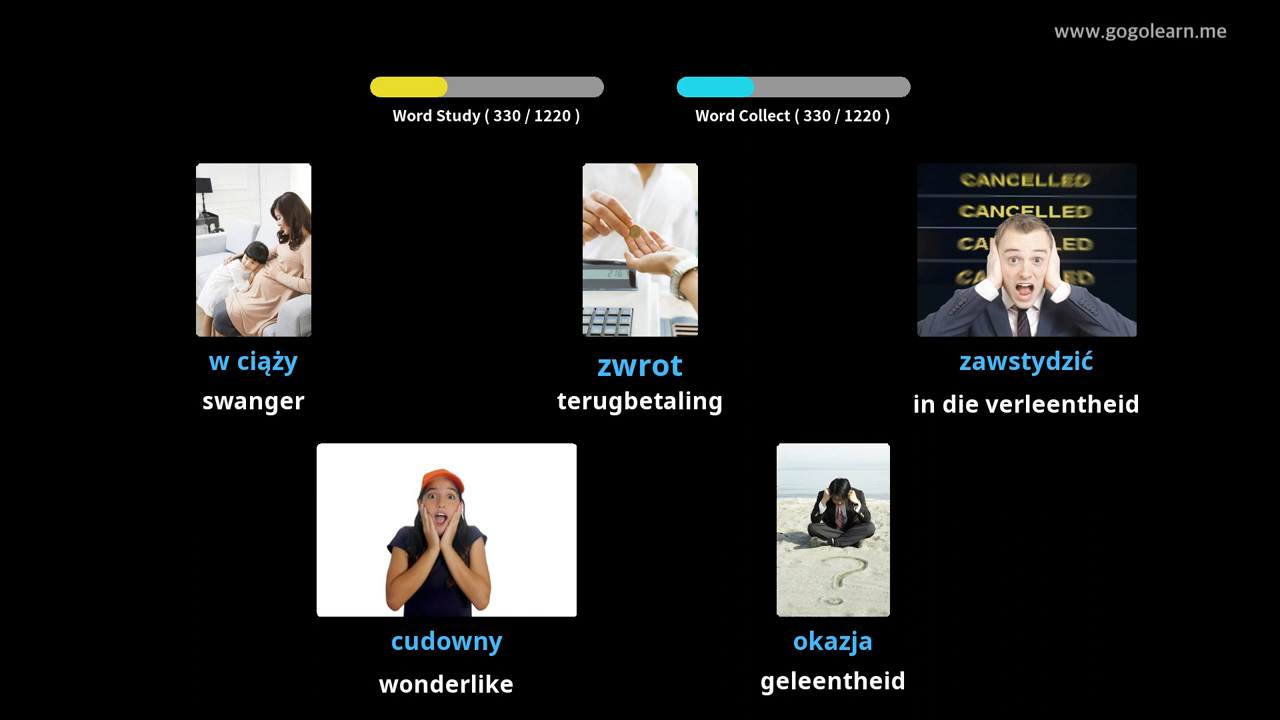 www.gogolearn.me
Word Study ( 330 / 1220 )
Word Collect ( 330 / 1220 )
CANCELLED
CANCELLED
216
w ciąży
zwrot
zawstydzić
swanger
terugbetaling
in die verleentheid
?
cudowny
okazja
wonderlike
geleentheid